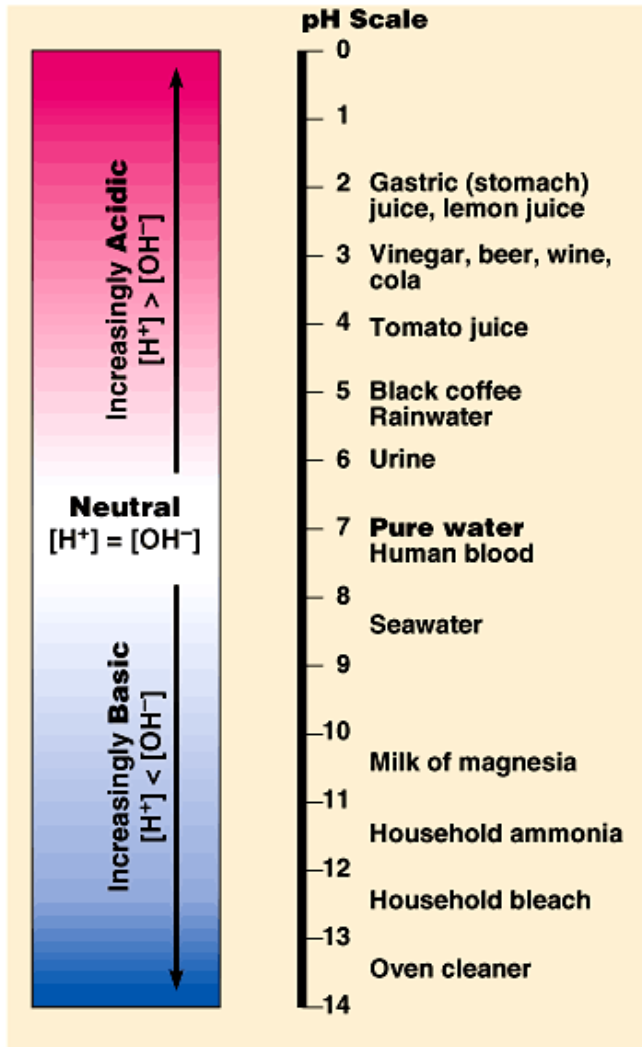 pH Scale
0
1
2 Gastric (stomach)
juice, lemon juice
3 Vinegar, beer, wine,
cola
4 Tomato juice
5 Black coffee
Rainwater
6 Urine
7 Pure water
Human blood
8
Seawater
9
10
Milk of magnesia
11
Household ammonia
12
Household bleach
13
Oven cleaner
14
Increasingly Acidic
[H⁺] > [OH⁻]
Neutral
[H⁺] = [OH⁻]
Increasingly Basic
[H⁺] < [OH⁻]